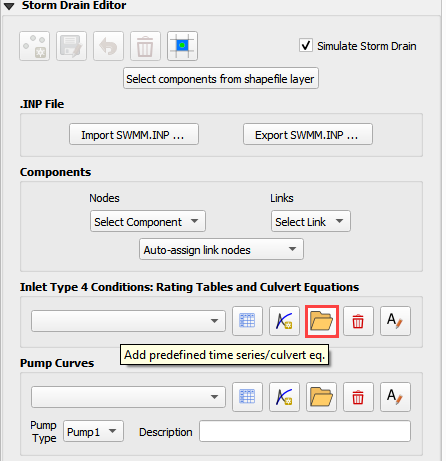 Storm Drain Editor
Simulate Storm Drain
Select components from shapefile layer
.INP File
Import SWMM.INP ...
Export SWMM.INP ...
Components
Nodes
Links
Select Component
Select Link
Auto-assign link nodes
Inlet Type 4 Conditions: Rating Tables and Culvert Equations
A
Add predefined time series/culvert eq.
Pump Curves
A
Pump
Type
Pump1
Description